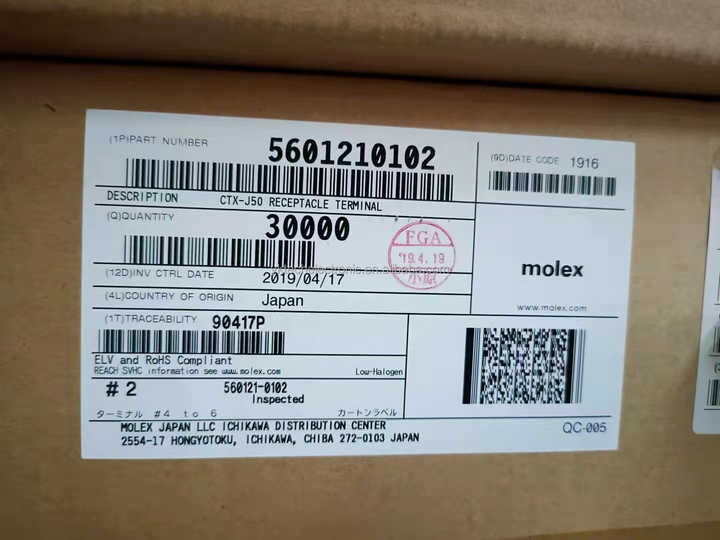 (1P)PART NUMBER 5601210102
(9D)DATE CODE 1916
DESCRIPTION CTX-J50 RECEPTACLE TERMINAL
(Q)QUANTITY 30000
FGA
'19.4.19
(12D)INV CTRL DATE 2019/04/17
molex
(4L)COUNTRY OF ORIGIN Japan
www.molex.com
(1T)TRACEABILITY 90417P
ELV and RoHS Compliant
REACH SVHC information see www.molex.com Low-Halogen
#2 560121-0102
Inspected
ターミナル #4 to 6 カートンラベル
MOLEX JAPAN LLC ICHIKAWA DISTRIBUTION CENTER
2554-17 HONGYOTOKU, ICHIKAWA, CHIBA 272-0103 JAPAN
QC-005